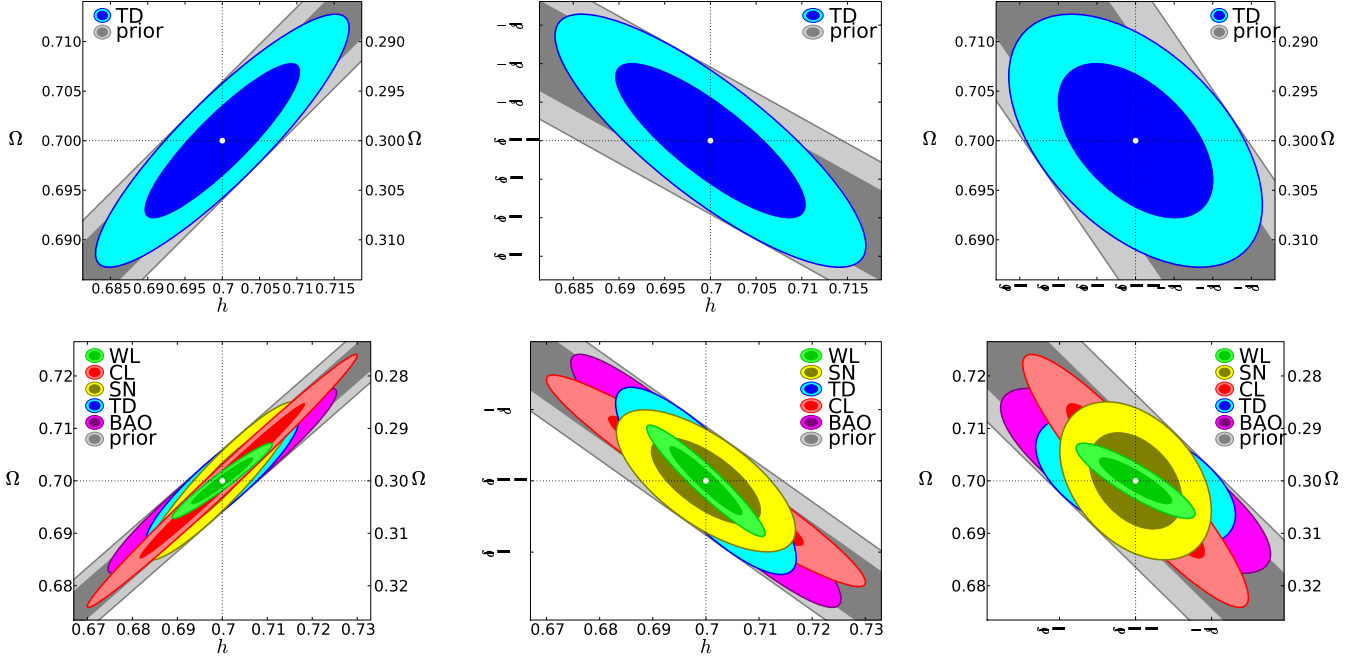 TD
prior
0.710
0.705
0.700
0.695
0.690
Ω
0.290
0.295
0.300
0.305
0.310
Ω
0.685 0.69 0.695 0.7 0.705 0.71 0.715
h
TD
prior
0.685 0.69 0.695 0.7 0.705 0.71 0.715
h
TD
prior
0.710
0.705
0.700
0.695
0.690
Ω
0.290
0.295
0.300
0.305
0.310
Ω
WL
CL
SN
TD
BAO
prior
0.72
0.71
0.70
0.69
0.68
Ω
0.28
0.29
0.30
0.31
0.32
Ω
0.67 0.68 0.69 0.7 0.71 0.72 0.73
h
WL
SN
TD
CL
BAO
prior
0.67 0.68 0.69 0.7 0.71 0.72 0.73
h
WL
SN
CL
TD
BAO
prior
0.72
0.71
0.70
0.69
0.68
Ω
0.28
0.29
0.30
0.31
0.32
Ω